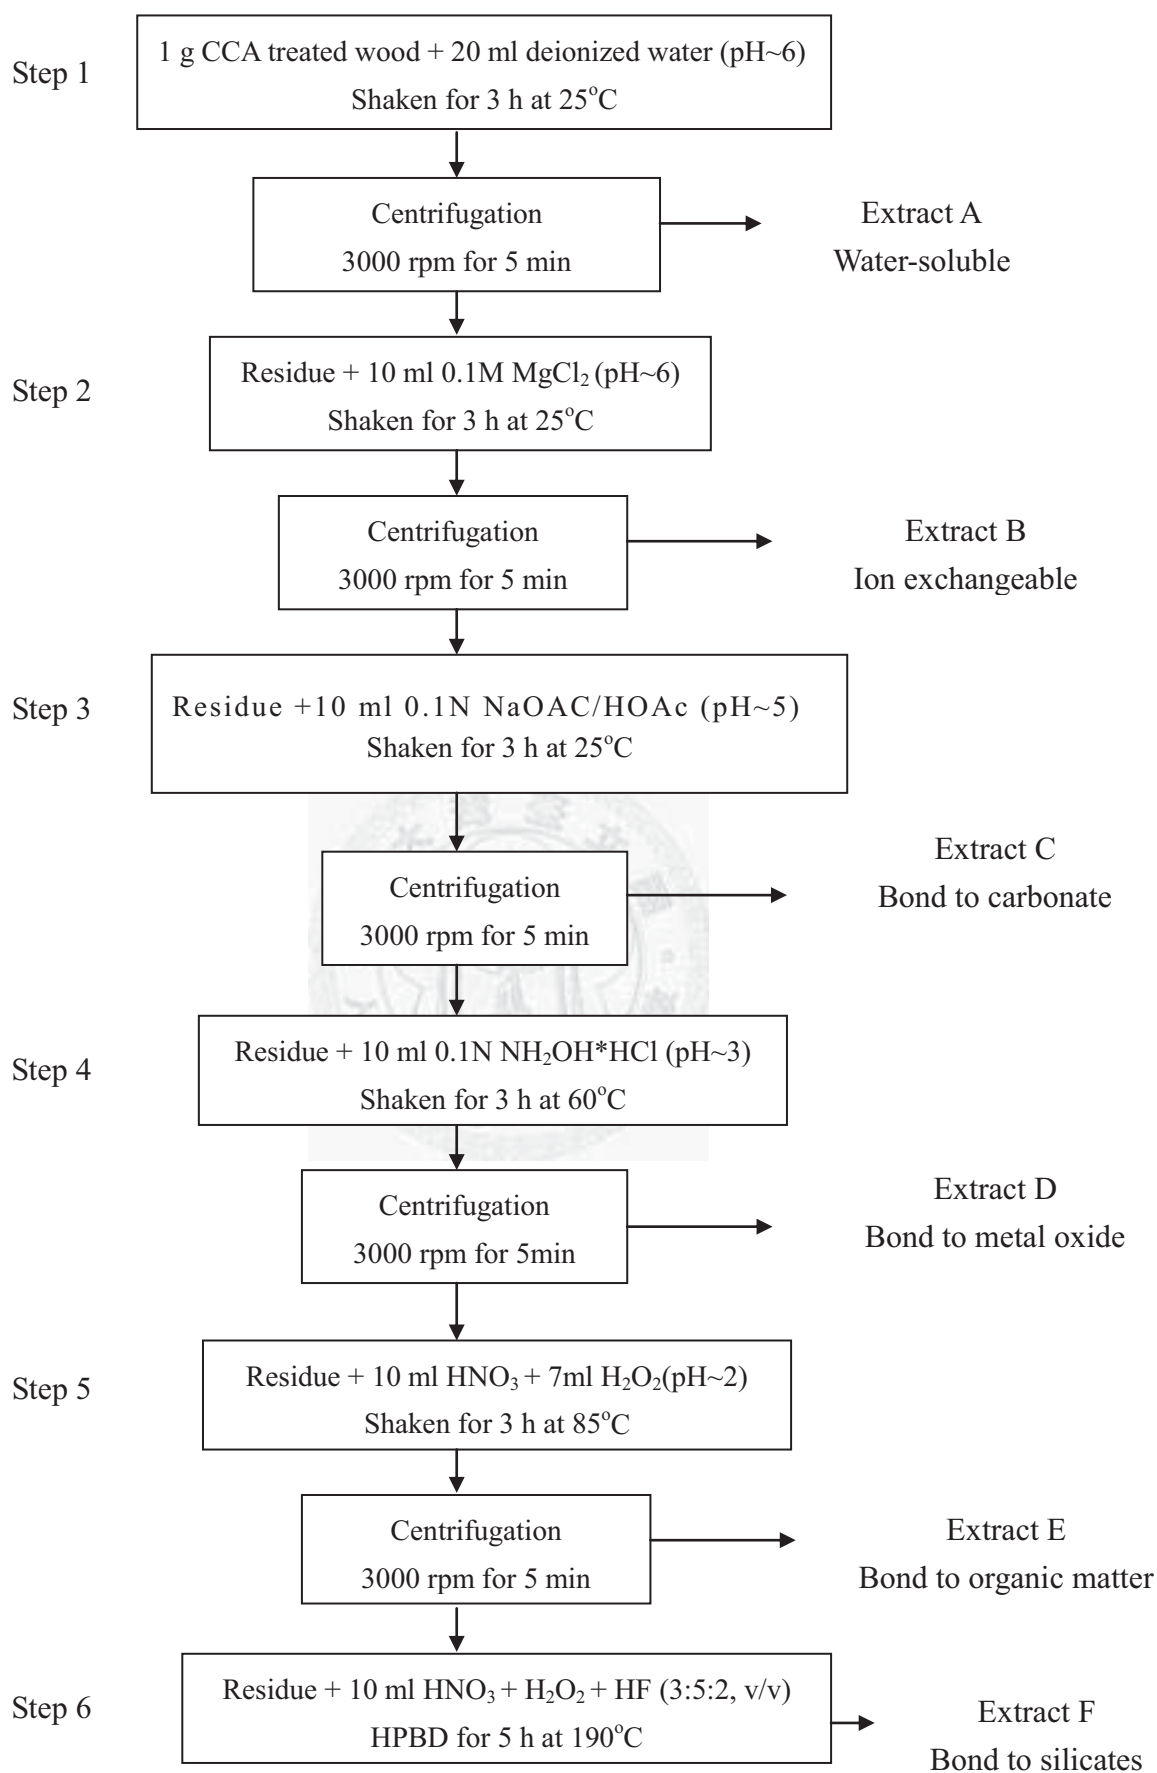 Step 1
1 g CCA treated wood + 20 ml deionized water (pH~6)
Shaken for 3 h at 25°C
Centrifugation
3000 rpm for 5 min
Extract A
Water-soluble
Step 2
Residue + 10 ml 0.1M MgCl₂ (pH~6)
Shaken for 3 h at 25°C
Centrifugation
3000 rpm for 5 min
Extract B
Ion exchangeable
Step 3
Residue +10 ml 0.1N NaOAC/HOAc (pH~5)
Shaken for 3 h at 25°C
Centrifugation
3000 rpm for 5 min
Extract C
Bond to carbonate
Step 4
Residue + 10 ml 0.1N NH₂OH*HCl (pH~3)
Shaken for 3 h at 60°C
Centrifugation
3000 rpm for 5min
Extract D
Bond to metal oxide
Step 5
Residue + 10 ml HNO₃ + 7ml H₂O₂(pH~2)
Shaken for 3 h at 85°C
Centrifugation
3000 rpm for 5 min
Extract E
Bond to organic matter
Step 6
Residue + 10 ml HNO₃ + H₂O₂ + HF (3:5:2, v/v)
HPBD for 5 h at 190°C
Extract F
Bond to silicates